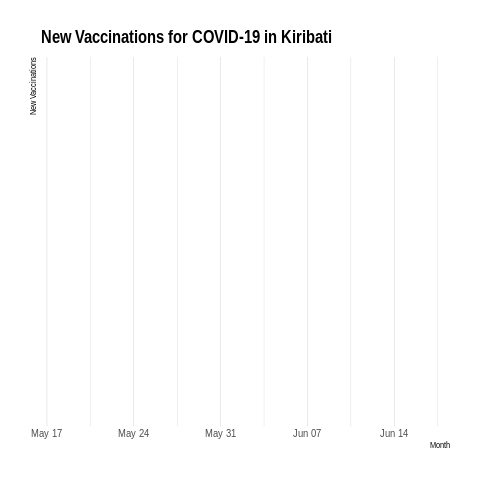 New Vaccinations for COVID-19 in Kiribati
New Vaccinations
May 17 May 24 May 31 Jun 07 Jun 14
Month